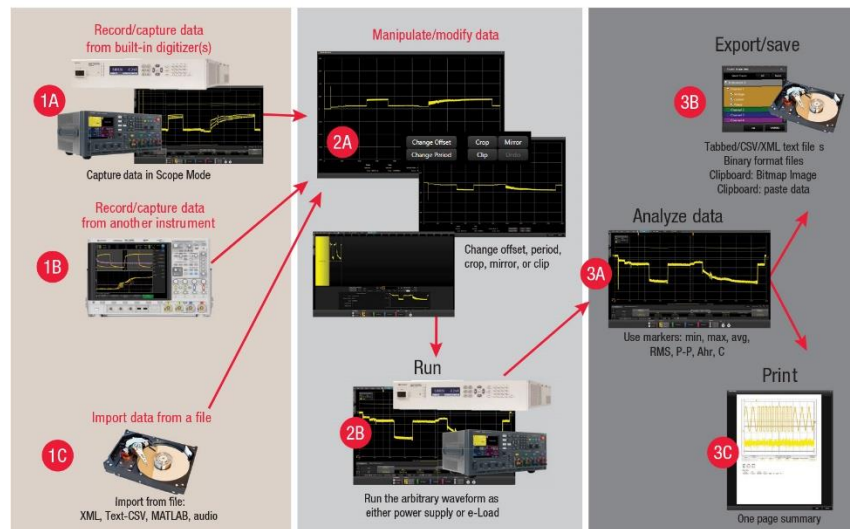 Record/capture data
from built-in digitizer(s)
1A
Capture data in Scope Mode
Record/capture data
from another instrument
1B
Import data from a file
1C
Import from file:
XML, Text-CSV, MATLAB, audio
Manipulate/modify data
2A
Change Offset
Crop
Mirror
Change Period
Clip
Undo
Change offset, period,
crop, mirror, or clip
Run
2B
Run the arbitrary waveform as
either power supply or e-Load
Export/save
3B
Tabbed/CSV/XML text file s
Binary format files
Clipboard: Bitmap Image
Clipboard: paste data
Analyze data
3A
Use markers: min, max, avg,
RMS, P-P, Ahr, C
Print
3C
One page summary